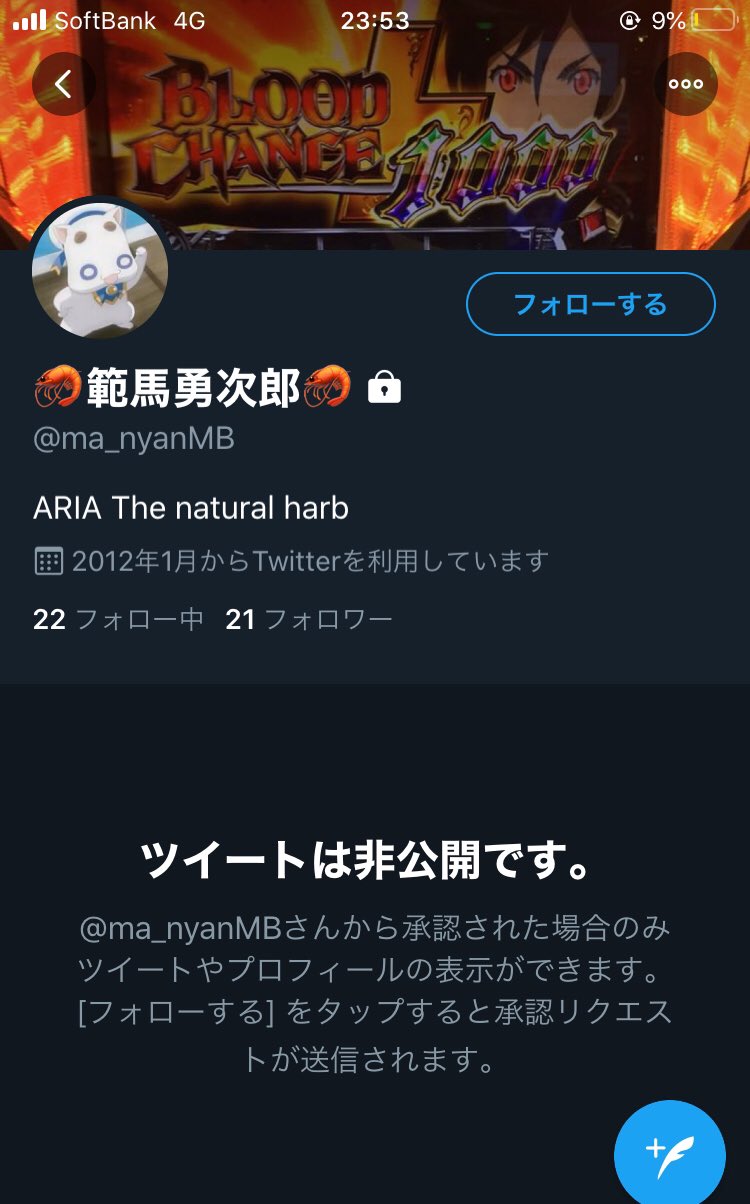 SoftBank 4G 23:53 9%
BLOOD
CHANCE 1000
フォローする
🦐範馬勇次郎🦐
@ma_nyanMB
ARIA The natural harb
2012年1月からTwitterを利用しています
22 フォロー中 21 フォロワー
ツイートは非公開です。
@ma_nyanMBさんから承認された場合のみ
ツイートやプロフィールの表示ができます。
[フォローする] をタップすると承認リクエス
トが送信されます。